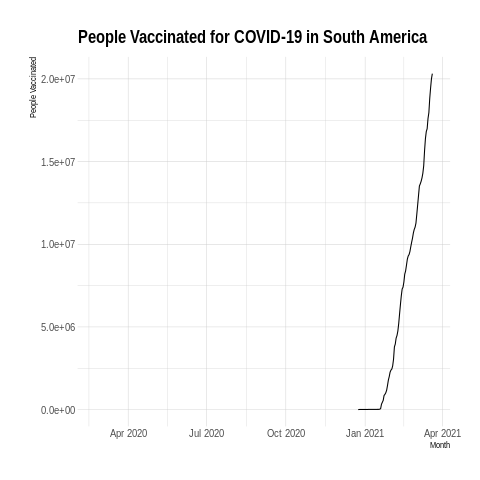 People Vaccinated for COVID-19 in South America
People Vaccinated
2.0e+07
1.5e+07
1.0e+07
5.0e+06
0.0e+00
Apr 2020 Jul 2020 Oct 2020 Jan 2021 Apr 2021
Month